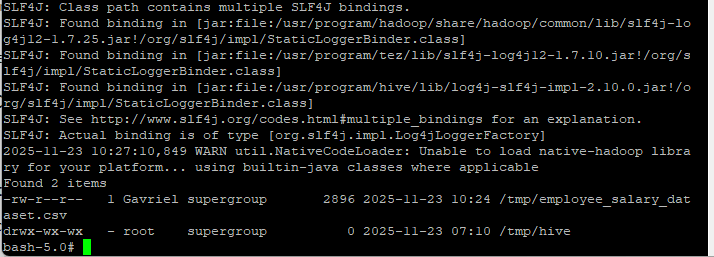 SLF4J: Class path contains multiple SLF4J bindings.
SLF4J: Found binding in [jar:file:/usr/program/hadoop/share/hadoop/common/lib/slf4j-lo
g4j12-1.7.25.jar!/org/slf4j/impl/StaticLoggerBinder.class]
SLF4J: Found binding in [jar:file:/usr/program/tez/lib/slf4j-log4j12-1.7.10.jar!/org/s
lf4j/impl/StaticLoggerBinder.class]
SLF4J: Found binding in [jar:file:/usr/program/hive/lib/log4j-slf4j-impl-2.10.0.jar!/o
rg/slf4j/impl/StaticLoggerBinder.class]
SLF4J: See http://www.slf4j.org/codes.html#multiple_bindings for an explanation.
SLF4J: Actual binding is of type [org.slf4j.impl.Log4jLoggerFactory]
2025-11-23 10:27:10,849 WARN util.NativeCodeLoader: Unable to load native-hadoop libra
ry for your platform... using builtin-java classes where applicable
Found 2 items
-rw-r--r--   1 Gavriel supergroup       2896 2025-11-23 10:24 /tmp/employee_salary_dat
aset.csv
drwx-wx-wx   - root    supergroup          0 2025-11-23 07:10 /tmp/hive
bash-5.0#